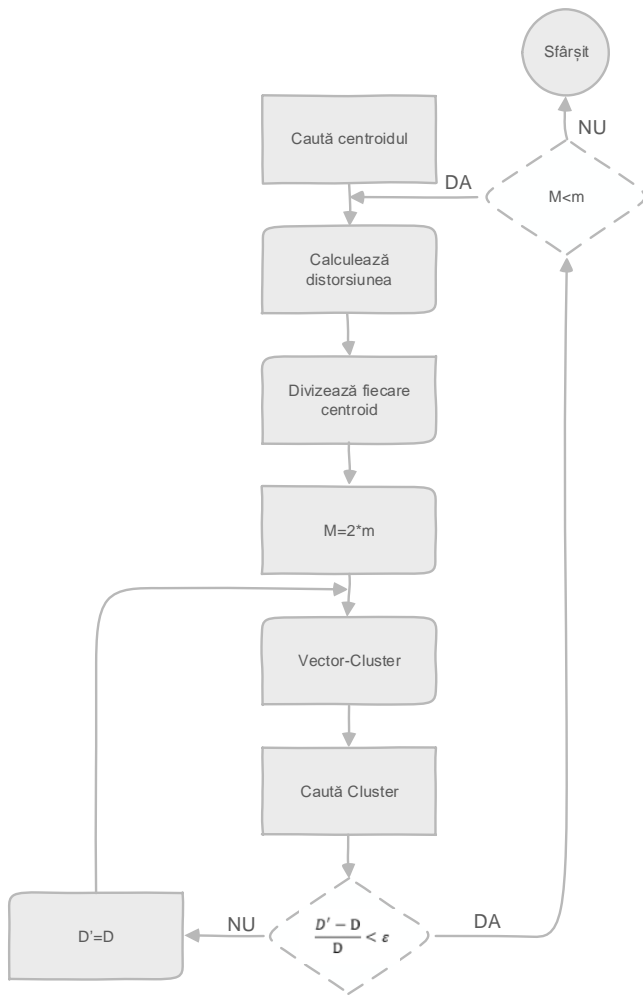 Sfârșit
NU
Caută centroidul
DA
M<m
Calculează
distorsiunea
Divizează fiecare
centroid
M=2*m
Vector-Cluster
Caută Cluster
D'=D
NU
D′ − D
D
< ε
DA